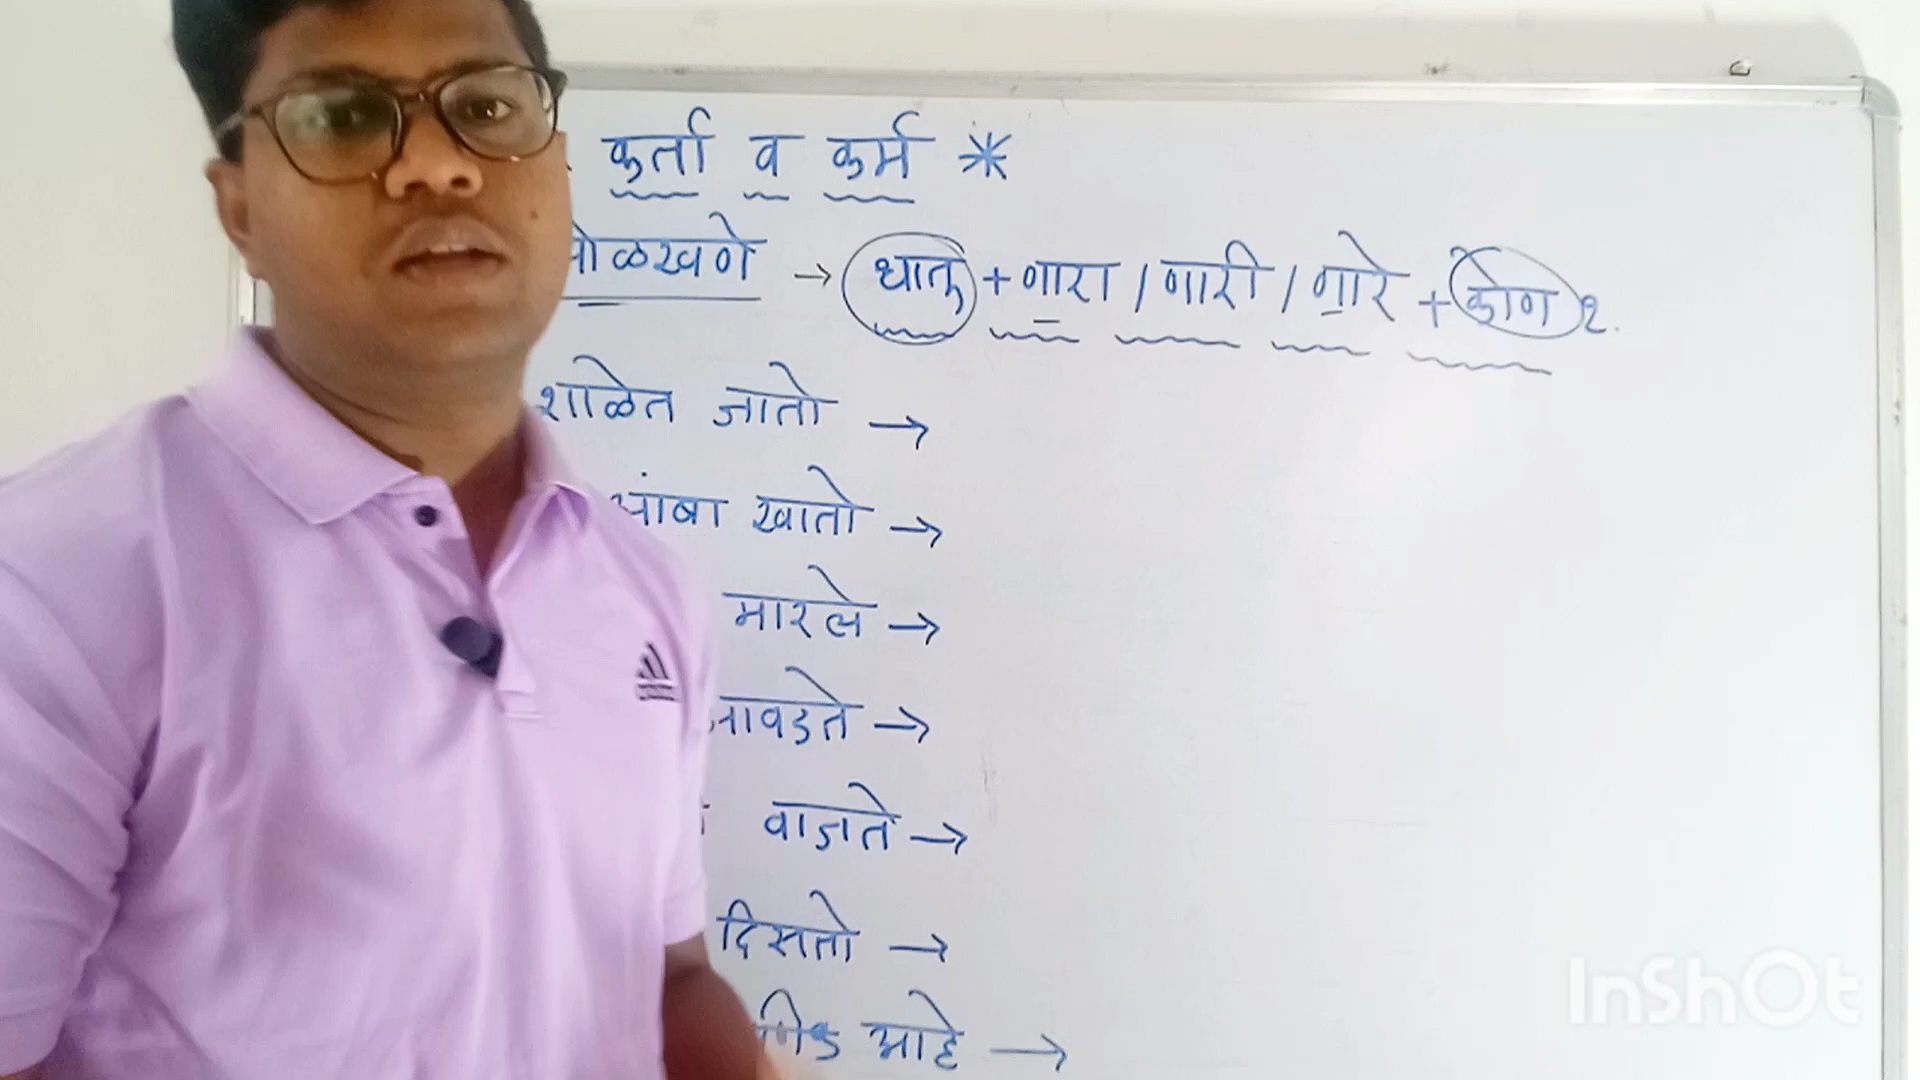 कर्ता व कर्म *
ओळखणे → धातु + णारा / णारी / णारे + कोण ?.
शाळेत जातो →
आंबा खातो →
मारले →
आवडते →
वाजते →
दिसतो →
आहे →
InShOt